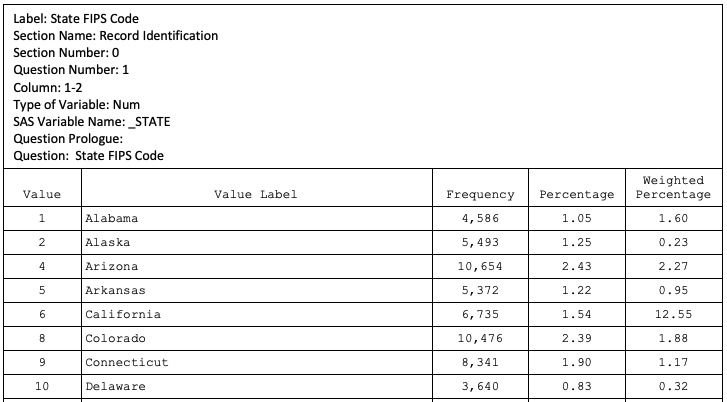 Label: State FIPS Code
Section Name: Record Identification
Section Number: 0
Question Number: 1
Column: 1-2
Type of Variable: Num
SAS Variable Name: _STATE
Question Prologue:
Question:  State FIPS Code
Value Value Label Frequency Percentage Weighted Percentage
1 Alabama 4,586 1.05 1.60
2 Alaska 5,493 1.25 0.23
4 Arizona 10,654 2.43 2.27
5 Arkansas 5,372 1.22 0.95
6 California 6,735 1.54 12.55
8 Colorado 10,476 2.39 1.88
9 Connecticut 8,341 1.90 1.17
10 Delaware 3,640 0.83 0.32